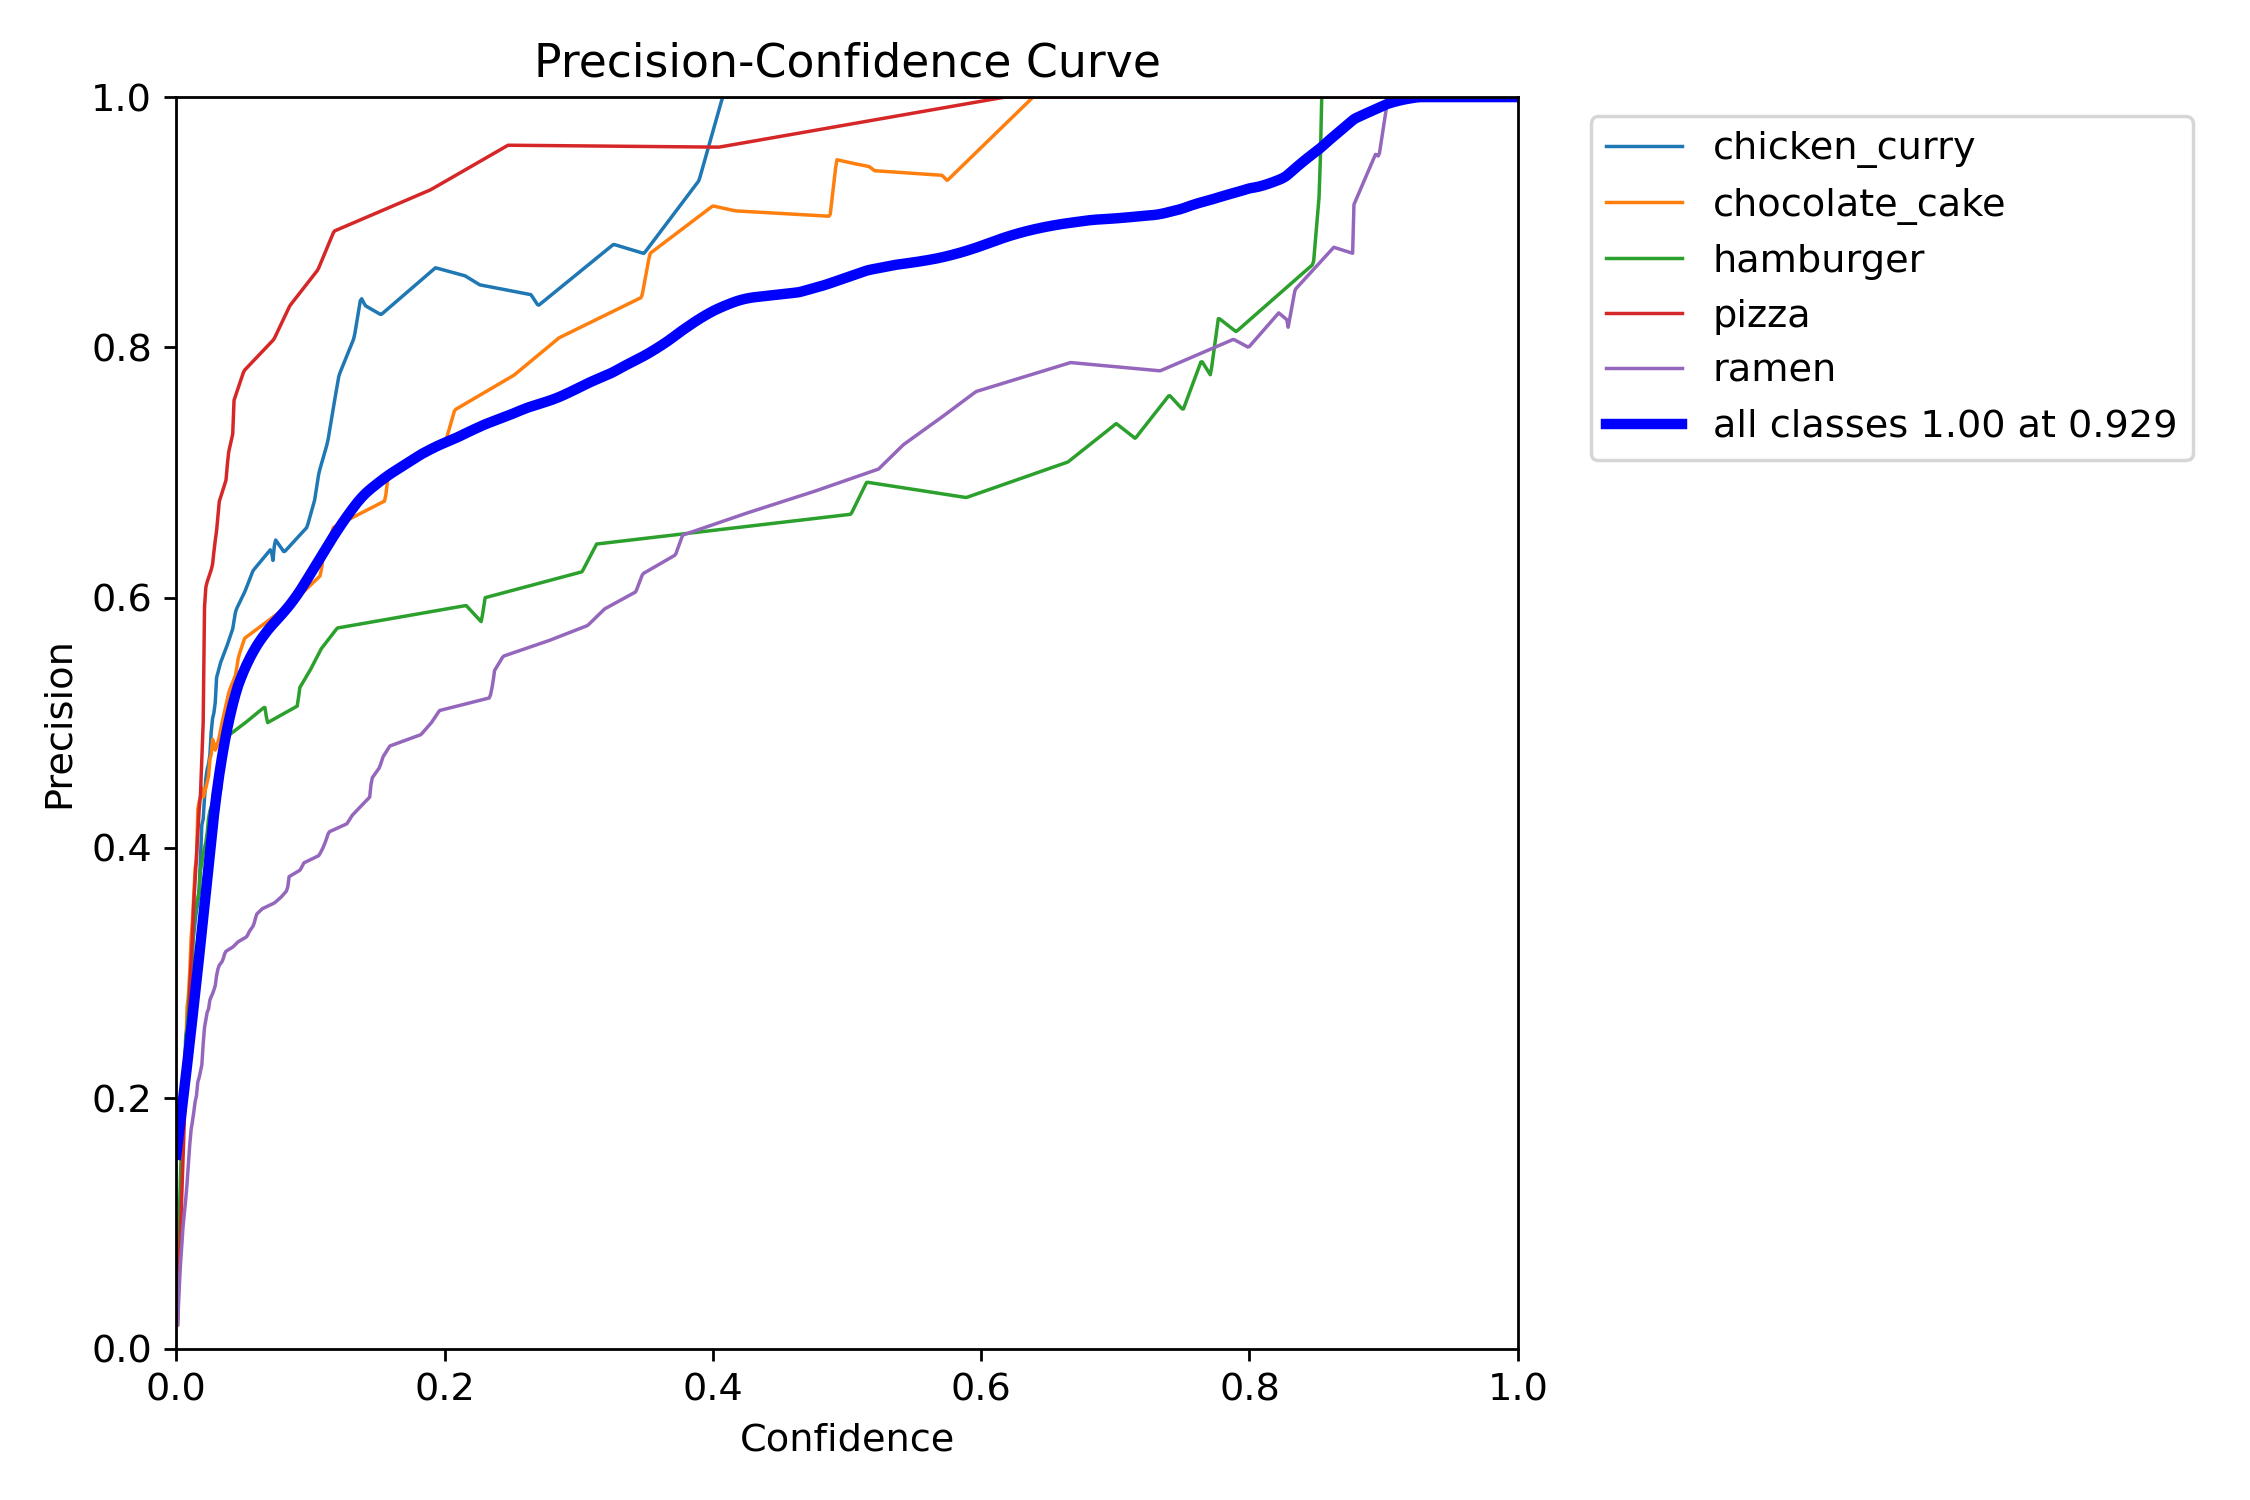 Precision-Confidence Curve
1.0
0.8
0.6
0.4
0.2
0.0
Precision
0.0 0.2 0.4 0.6 0.8 1.0
Confidence
chicken_curry
chocolate_cake
hamburger
pizza
ramen
all classes 1.00 at 0.929